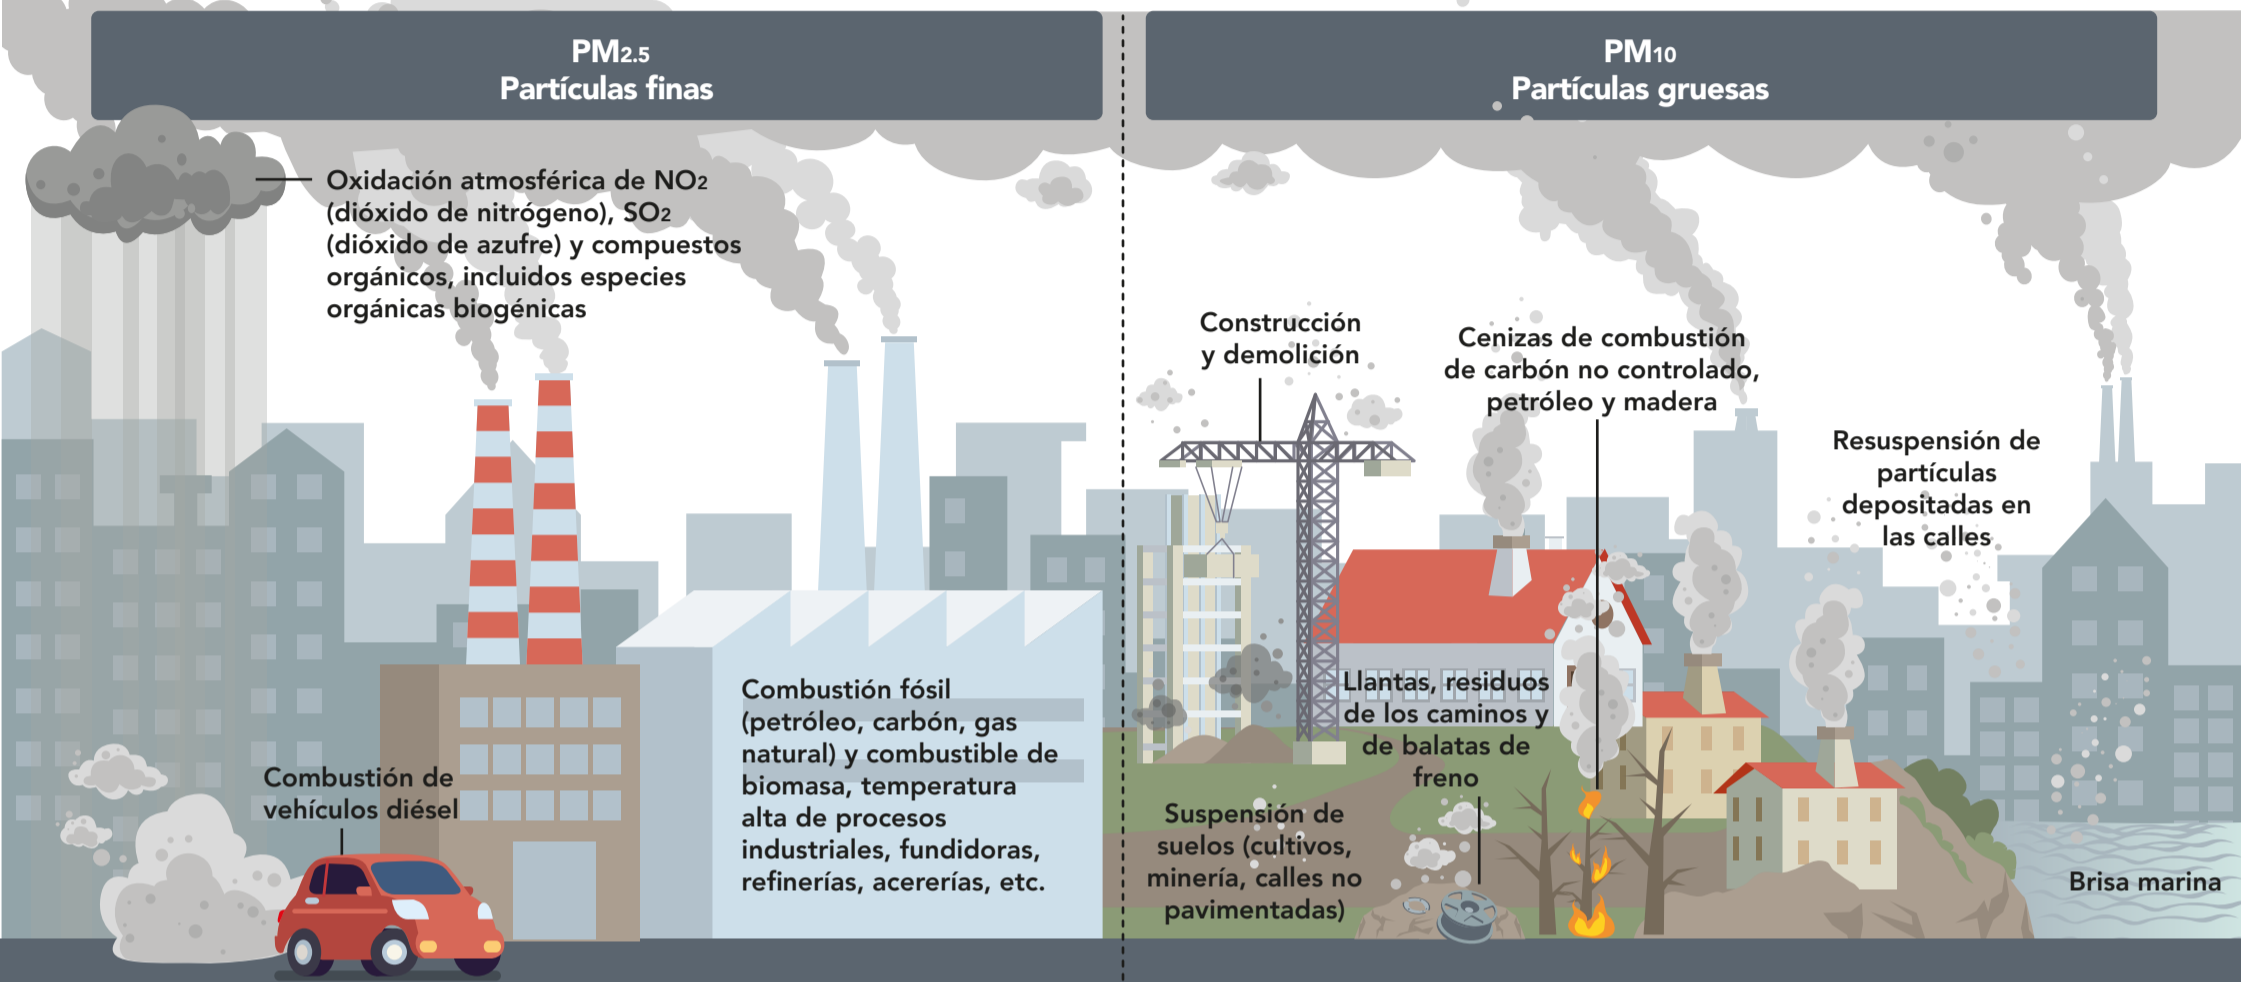 PM2.5
Partículas finas
Oxidación atmosférica de NO2
(dióxido de nitrógeno), SO2
(dióxido de azufre) y compuestos
orgánicos, incluidos especies
orgánicas biogénicas
Combustión de
vehículos diésel
Combustión fósil
(petróleo, carbón, gas
natural) y combustible de
biomasa, temperatura
alta de procesos
industriales, fundidoras,
refinerías, acererías, etc.
PM10
Partículas gruesas
Construcción
y demolición
Cenizas de combustión
de carbón no controlado,
petróleo y madera
Resuspensión de
partículas
depositadas en
las calles
Llantas, residuos
de los caminos y
de balatas de
freno
Suspensión de
suelos (cultivos,
minería, calles no
pavimentadas)
Brisa marina